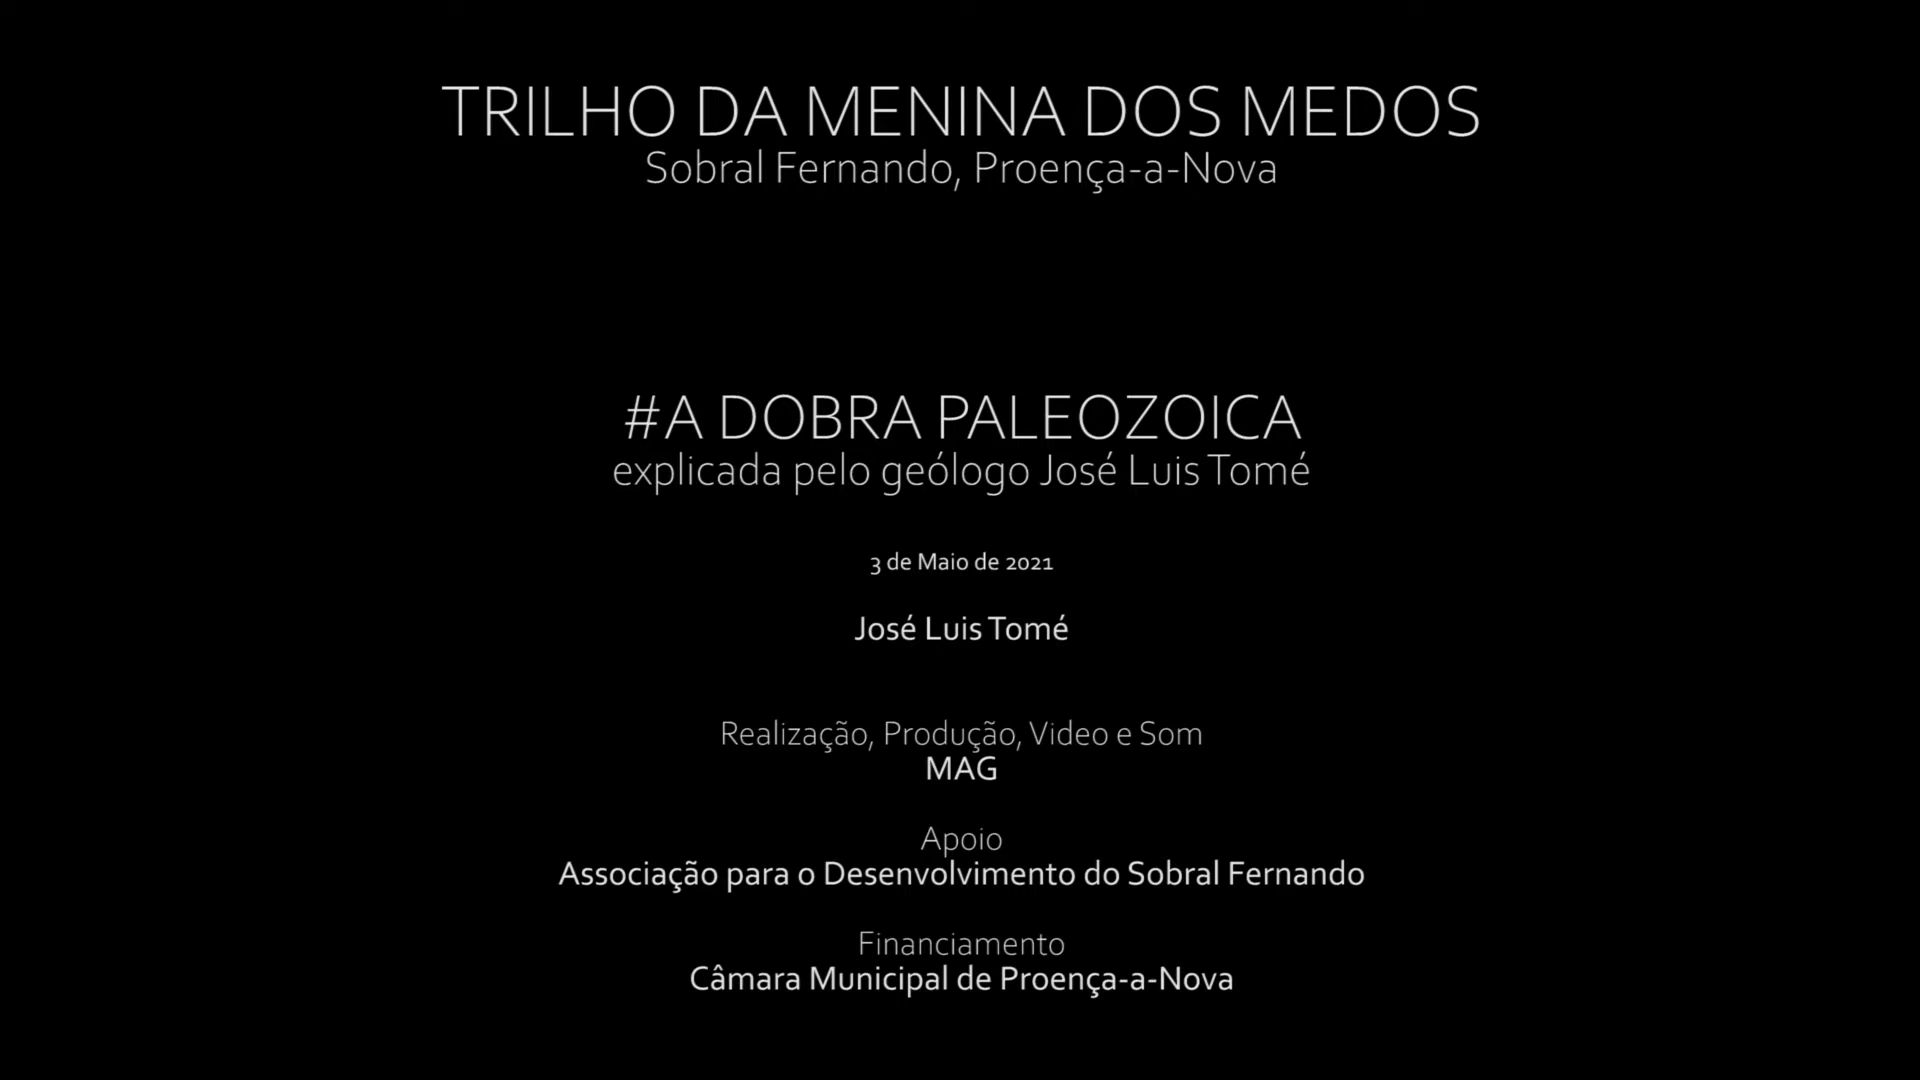 TRILHO DA MENINA DOS MEDOS
Sobral Fernando, Proença-a-Nova
#A DOBRA PALEOZOICA
explicada pelo geólogo José Luis Tomé
3 de Maio de 2021
José Luis Tomé
Realização, Produção, Video e Som
MAG
Apoio
Associação para o Desenvolvimento do Sobral Fernando
Financiamento
Câmara Municipal de Proença-a-Nova